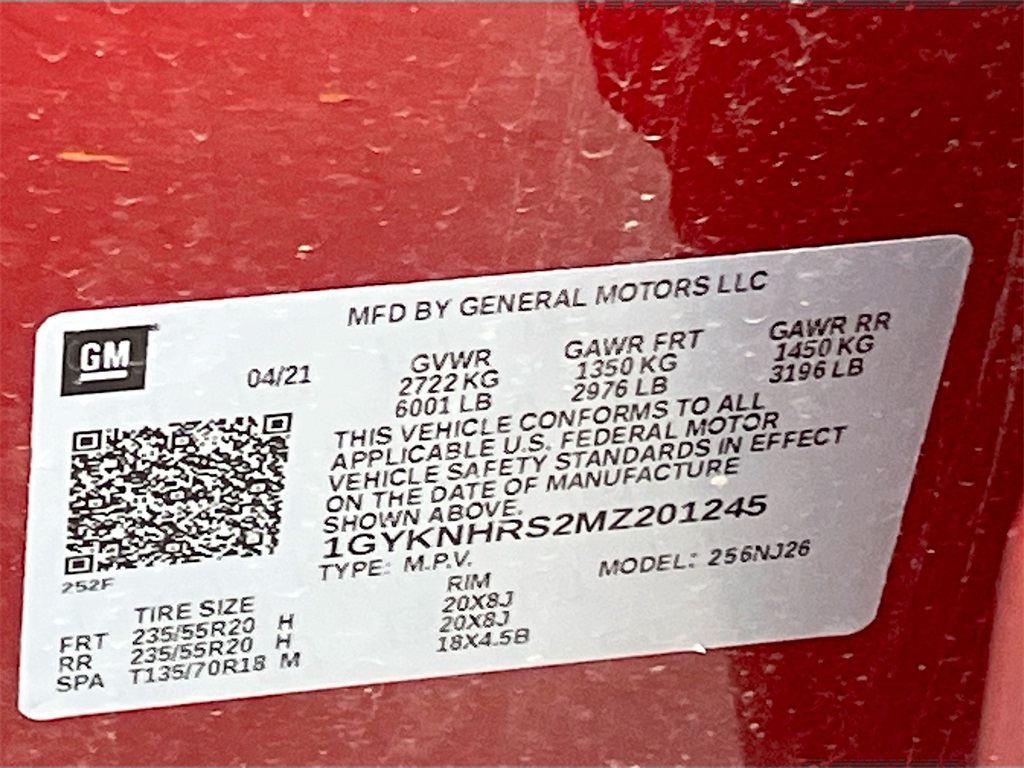 MFD BY GENERAL MOTORS LLC
GM
04/21
GVWR GAWR FRT GAWR RR
2722 KG 1350 KG 1450 KG
6001 LB 2976 LB 3196 LB
THIS VEHICLE CONFORMS TO ALL
APPLICABLE U.S. FEDERAL MOTOR
VEHICLE SAFETY STANDARDS IN EFFECT
ON THE DATE OF MANUFACTURE
SHOWN ABOVE.
1GYKNHRS2MZ201245
TYPE: M.P.V. MODEL: 256NJ26
252F
TIRE SIZE RIM
FRT 235/55R20 H 20X8J
RR 235/55R20 H 20X8J
SPA T135/70R18 M 18X4.5B